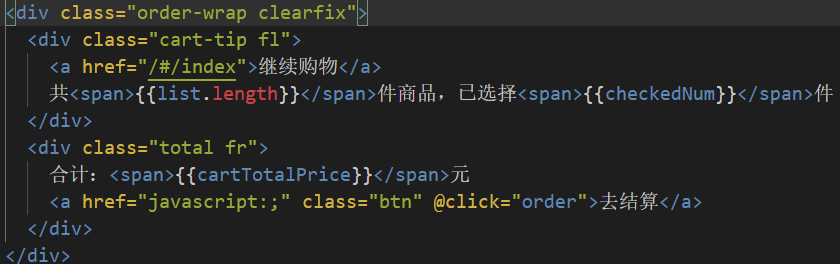 <div class="order-wrap clearfix">
<div class="cart-tip fl">
<a href="/#/index">继续购物</a>
共<span>{{list.length}}</span>件商品，已选择<span>{{checkedNum}}</span>件
</div>
<div class="total fr">
合计：<span>{{cartTotalPrice}}</span>元
<a href="javascript:;" class="btn" @click="order">去结算</a>
</div>
</div>